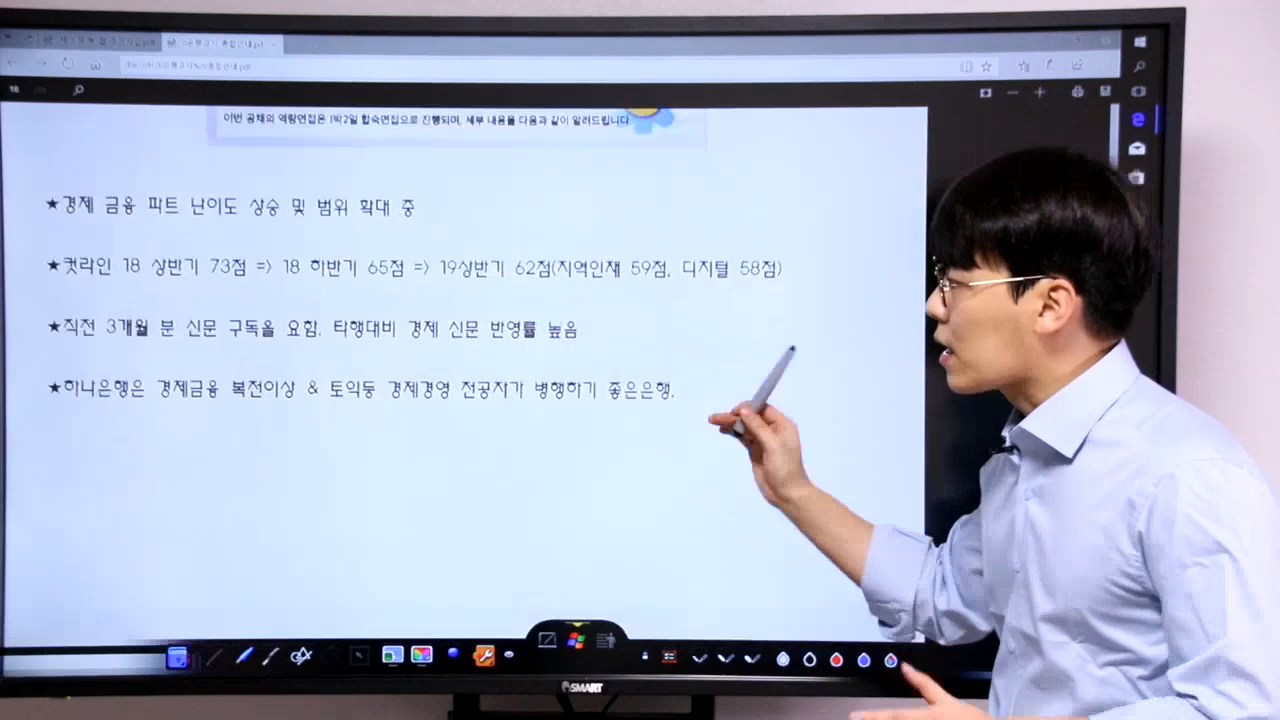 이번 공채의 역량면접은 1박2일 합숙면접으로 진행되며, 세부 내용을 다음과 같이 알려드립니다.
★경제 금융 파트 난이도 상승 및 범위 확대 중
★컷라인 18 상반기 73점 => 18 하반기 65점 => 19상반기 62점(지역인재 59점, 디지털 58점)
★직전 3개월 분 신문 구독을 요함. 타행대비 경제 신문 반영률 높음
★하나은행은 경제금융 복전이상 & 토익등 경제경영 전공자가 병행하기 좋은은행.
SMART